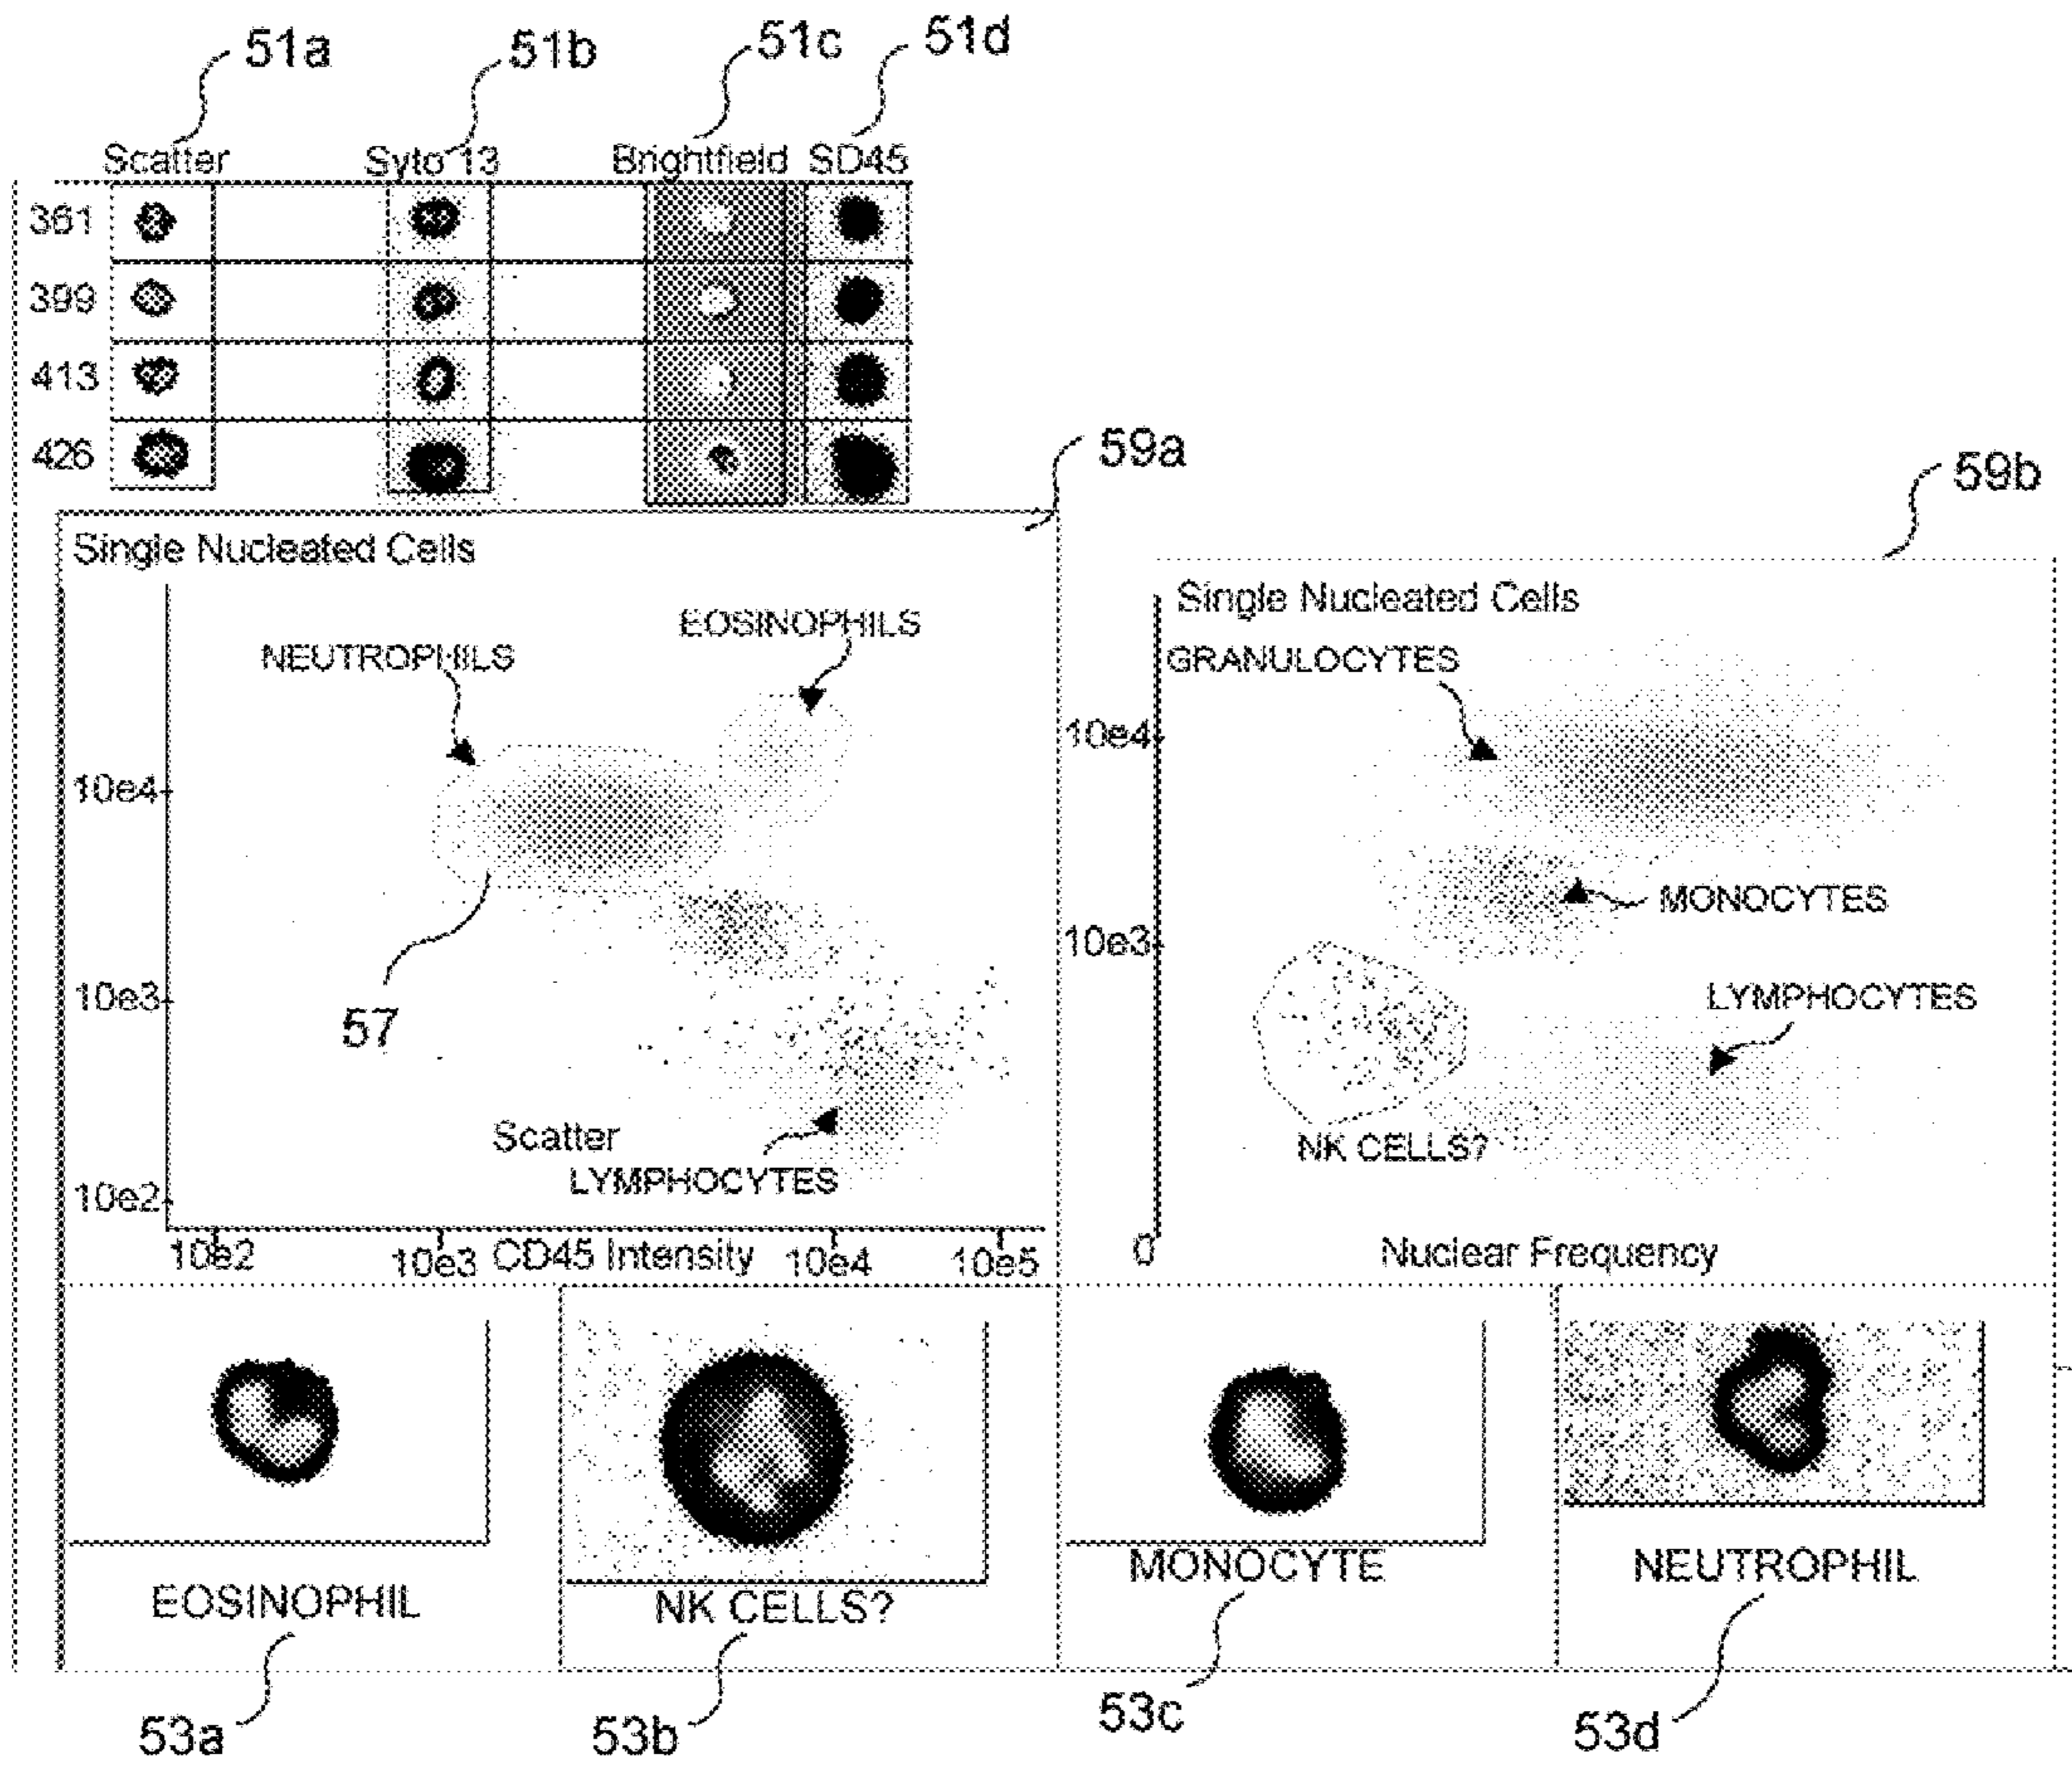 51a 51b 51c 51d
Scatter Syto 13 Brightfield SD45
361
399
413
426
59a
59b
Single Nucleated Cells
NEUTROPHILS
EOSINOPHILS
10e4
57
10e3
Scatter
LYMPHOCYTES
10e2
10e2 10e3 CD45 Intensity 10e4 10e5
Single Nucleated Cells
GRANULOCYTES
10e4
MONOCYTES
10e3
LYMPHOCYTES
NK CELLS?
0 Nuclear Frequency
EOSINOPHIL
NK CELLS?
MONOCYTE
NEUTROPHIL
53a 53b 53c 53d